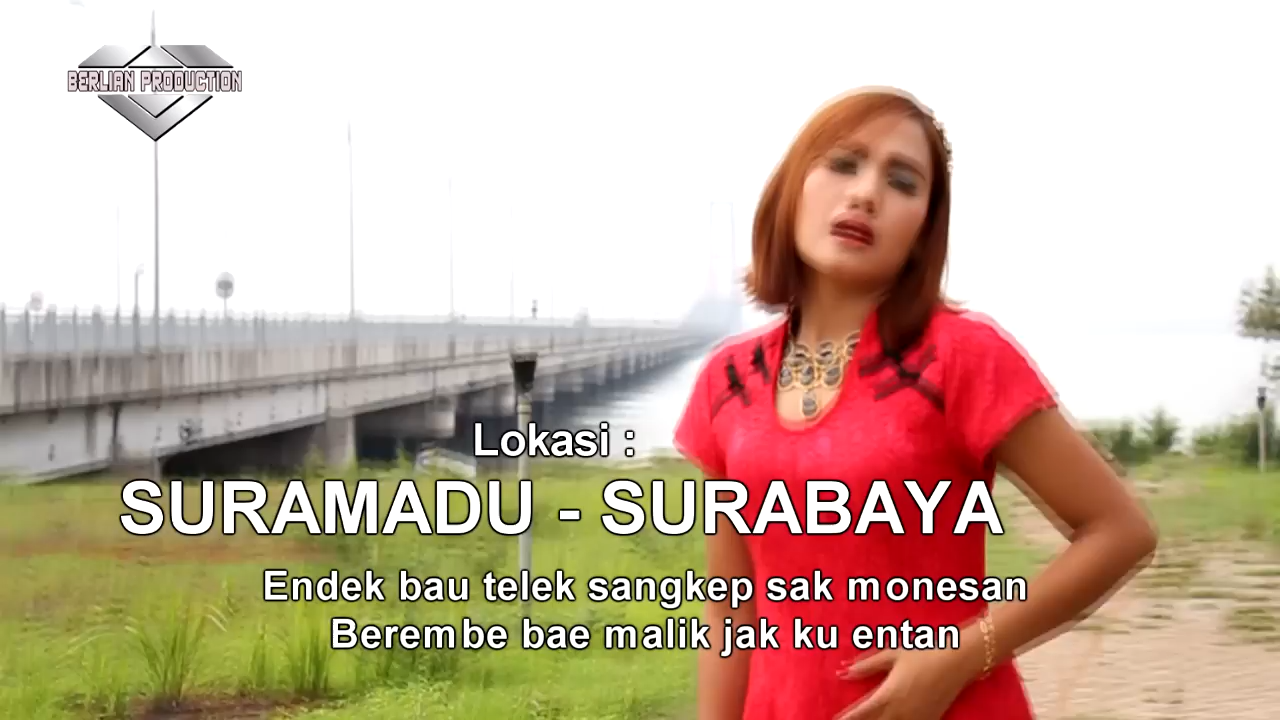 BERLIAN PRODUCTION
Lokasi :
SURAMADU - SURABAYA
Endek bau telek sangkep sak monesan
Berembe bae malik jak ku entan